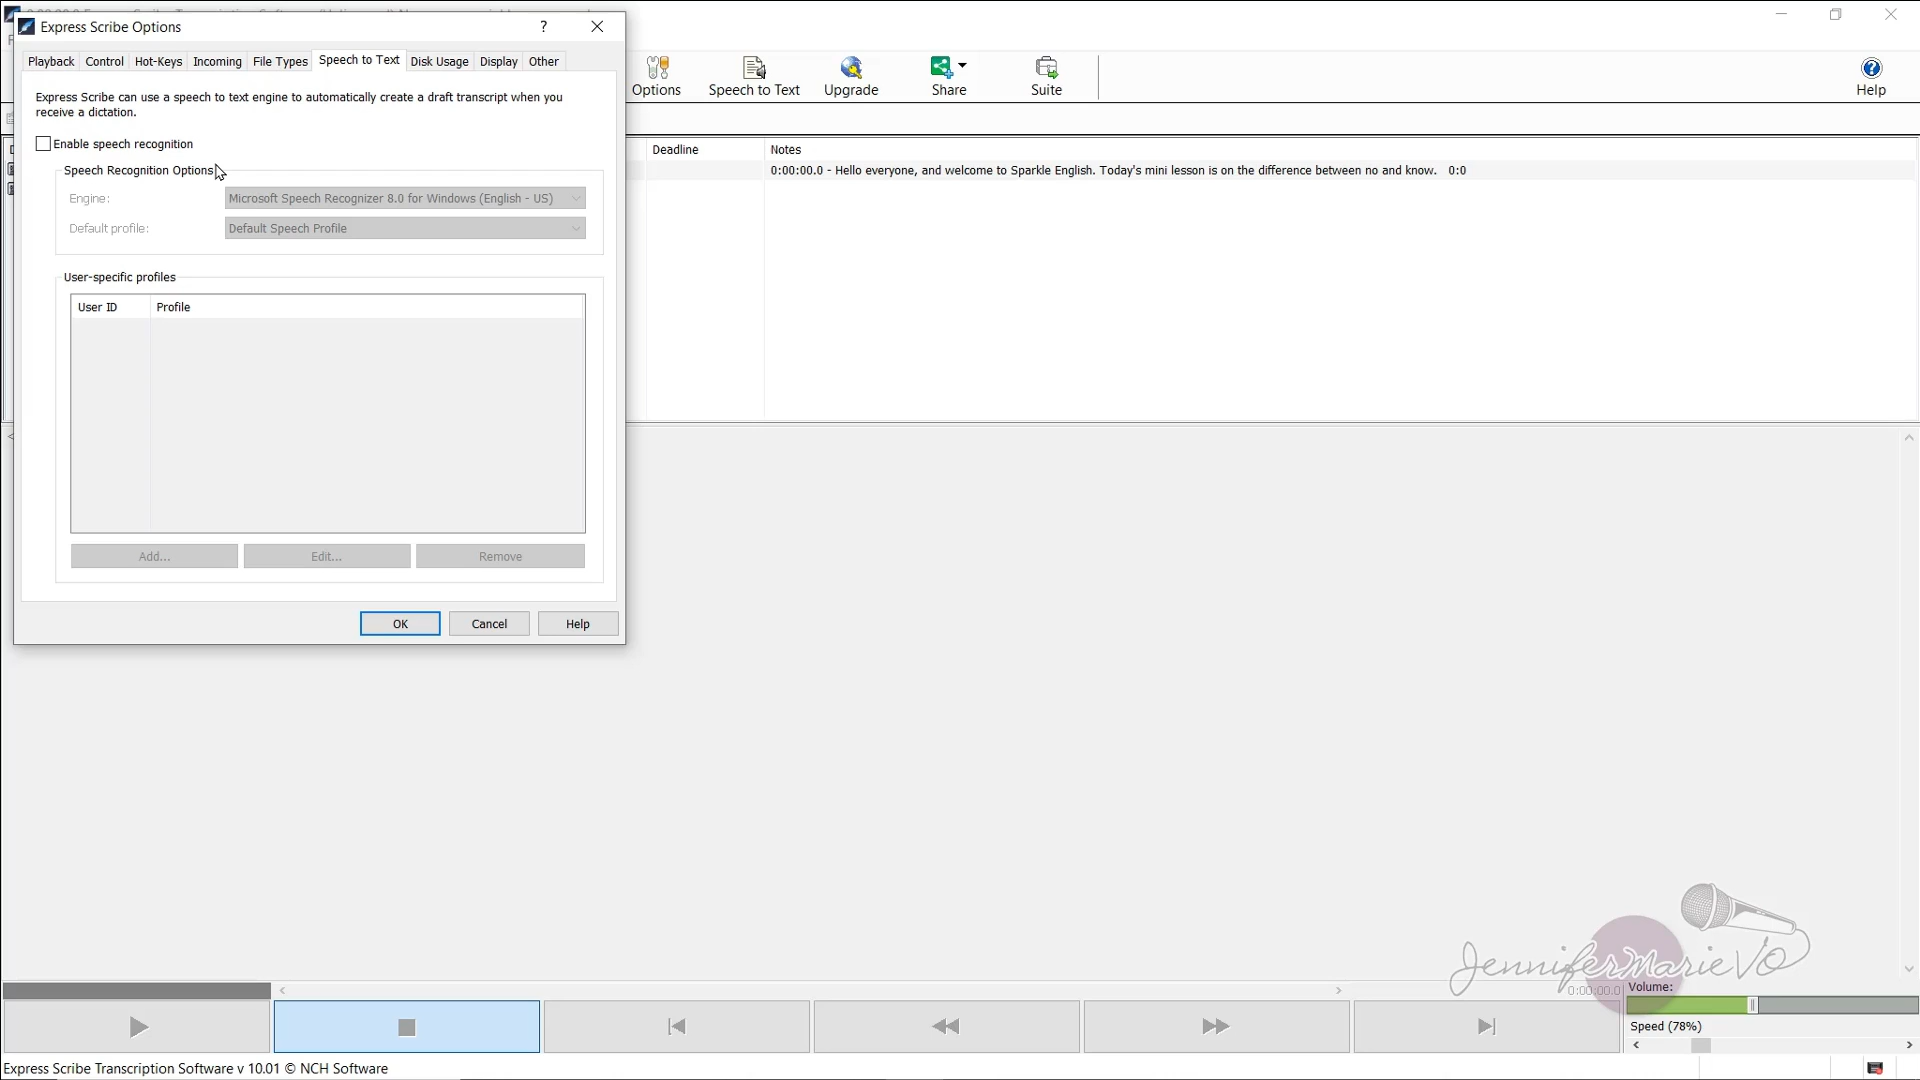 Express Scribe Options
?
Playback Control Hot-Keys Incoming File Types Speech to Text Disk Usage Display Other
Options Speech to Text Upgrade Share Suite Help
Express Scribe can use a speech to text engine to automatically create a draft transcript when you
receive a dictation.
Enable speech recognition
Deadline Notes
Speech Recognition Options
0:00:00.0 - Hello everyone, and welcome to Sparkle English. Today's mini lesson is on the difference between no and know. 0:0
Engine: Microsoft Speech Recognizer 8.0 for Windows (English - US)
Default profile: Default Speech Profile
User-specific profiles
User ID Profile
Add... Edit... Remove
OK Cancel Help
JenniferMarieVO
0:00:00.0 Volume:
Speed (78%)
Express Scribe Transcription Software v 10.01 © NCH Software